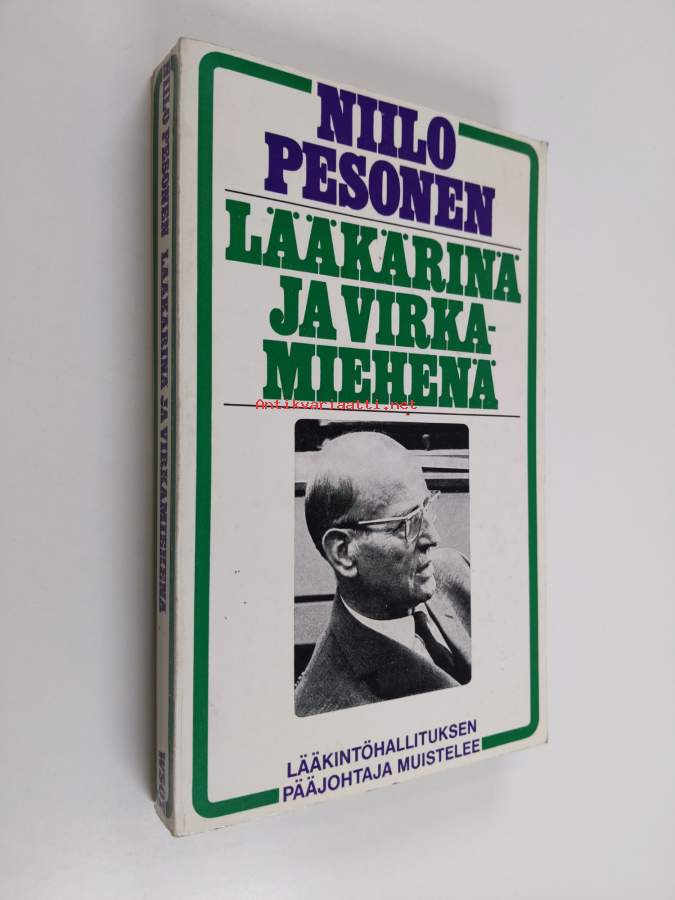 NIILO
PESONEN
LÄÄKÄRINÄ
JA VIRKA-
MIEHENÄ
Antikvariaatti.net
LÄÄKINTÖHALLITUKSEN
PÄÄJOHTAJA MUISTELEE
NIILO PESONEN LÄÄKÄRINÄ JA VIRKAMIEHENÄ
WSOY